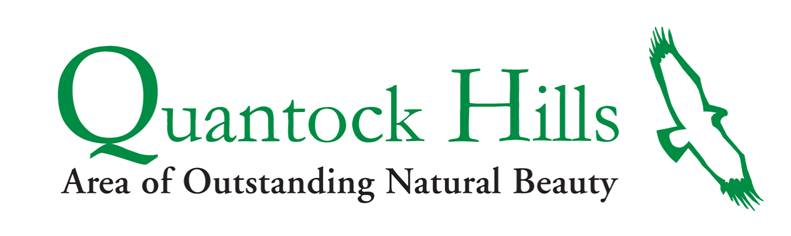 Quantock Hills
Area of Outstanding Natural Beauty